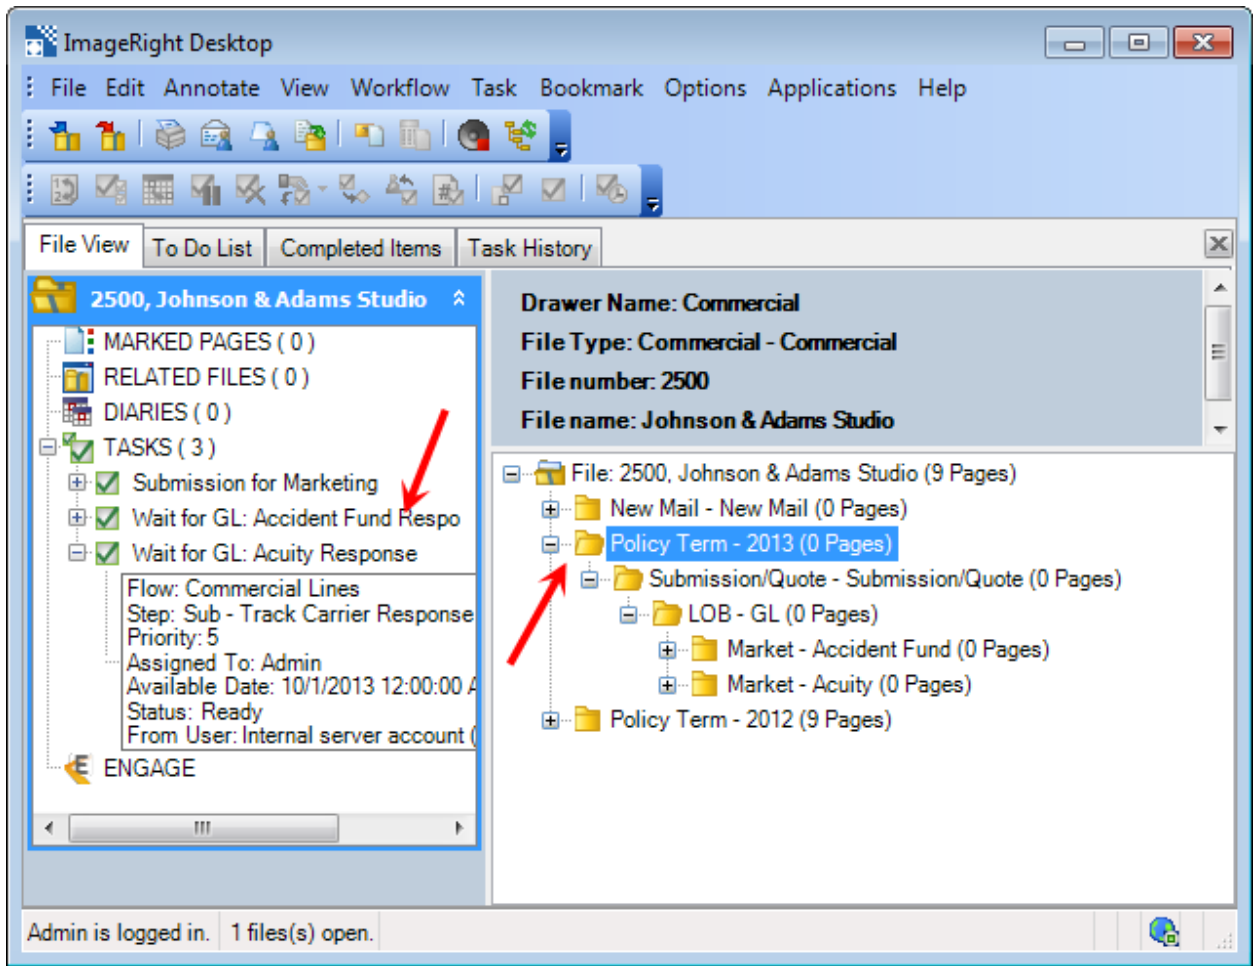 ImageRight Desktop
File Edit Annotate View Workflow Task Bookmark Options Applications Help
File View To Do List Completed Items Task History
2500, Johnson & Adams Studio
MARKED PAGES ( 0 )
RELATED FILES ( 0 )
DIARIES ( 0 )
TASKS ( 3 )
Submission for Marketing
Wait for GL: Accident Fund Respo
Wait for GL: Acuity Response
Flow: Commercial Lines
Step: Sub - Track Carrier Response
Priority: 5
Assigned To: Admin
Available Date: 10/1/2013 12:00:00 A
Status: Ready
From User: Internal server account (
ENGAGE
Drawer Name: Commercial
File Type: Commercial - Commercial
File number: 2500
File name: Johnson & Adams Studio
File: 2500, Johnson & Adams Studio (9 Pages)
New Mail - New Mail (0 Pages)
Policy Term - 2013 (0 Pages)
Submission/Quote - Submission/Quote (0 Pages)
LOB - GL (0 Pages)
Market - Accident Fund (0 Pages)
Market - Acuity (0 Pages)
Policy Term - 2012 (9 Pages)
Admin is logged in. 1 files(s) open.